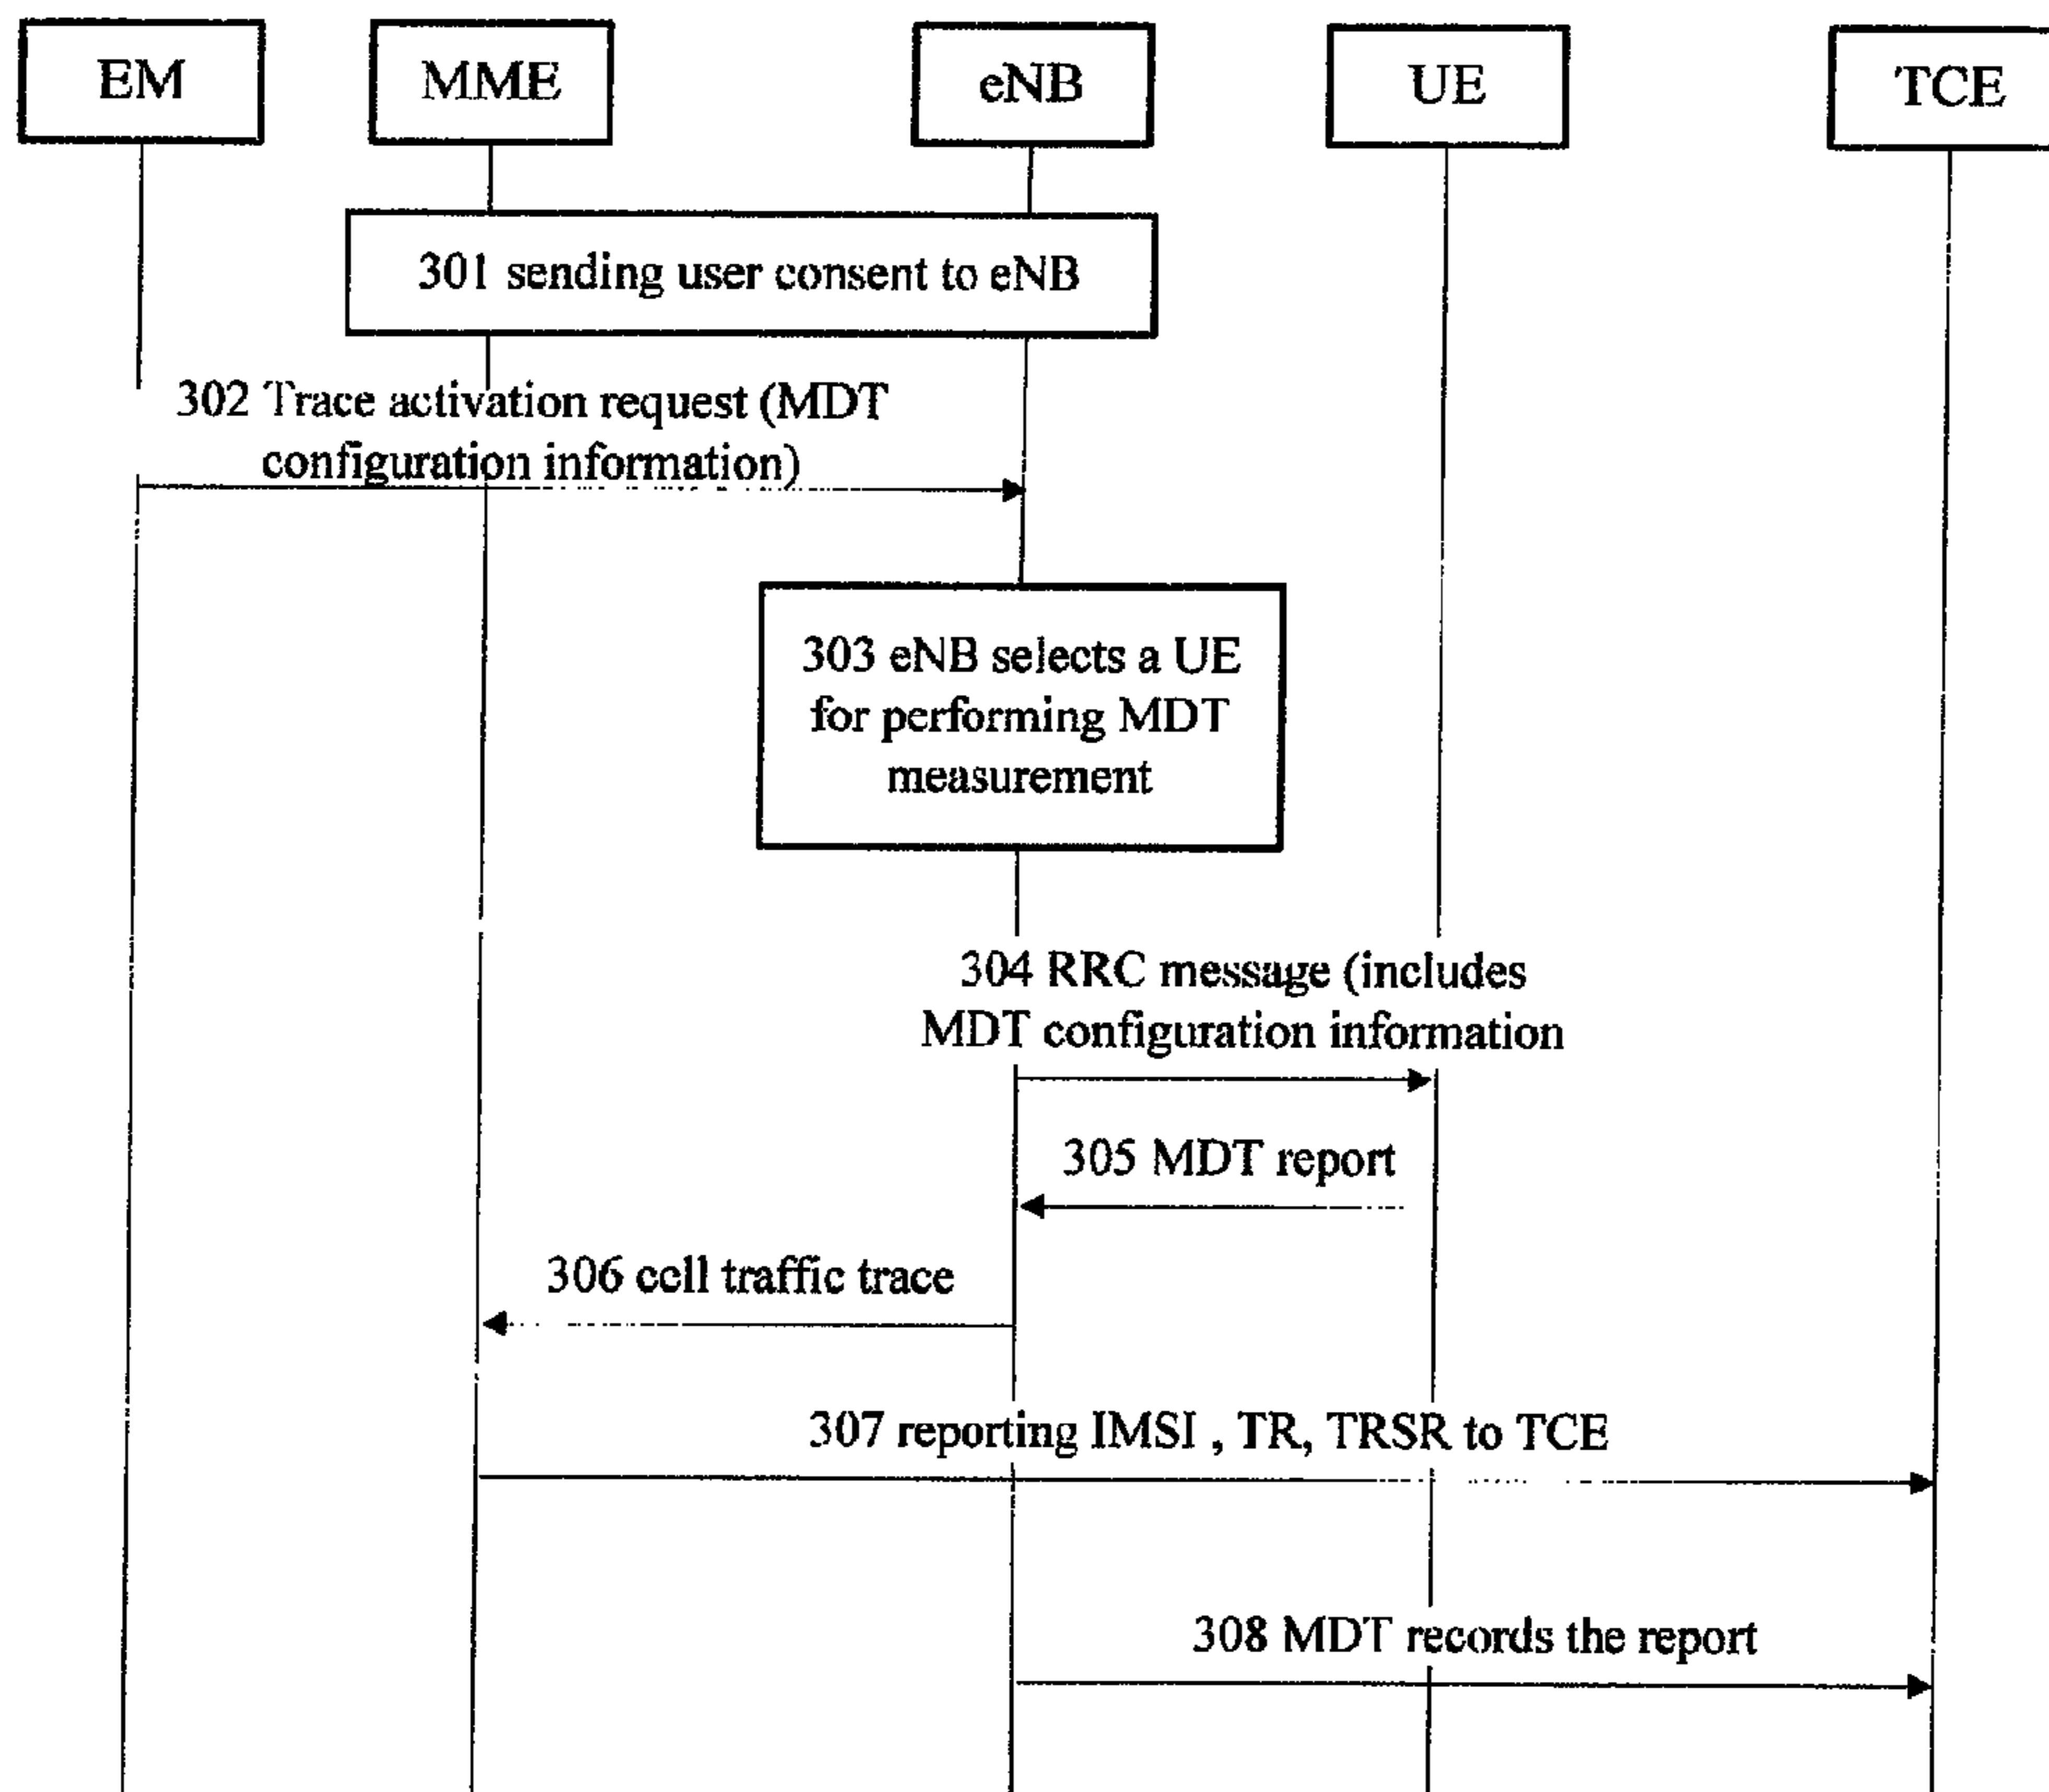 EM
MME
eNB
UE
TCE
301 sending user consent to eNB
302 Trace activation request (MDT
configuration information)
303 eNB selects a UE
for performing MDT
measurement
304 RRC message (includes
MDT configuration information
305 MDT report
306 cell traffic trace
307 reporting IMSI , TR, TRSR to TCE
308 MDT records the report